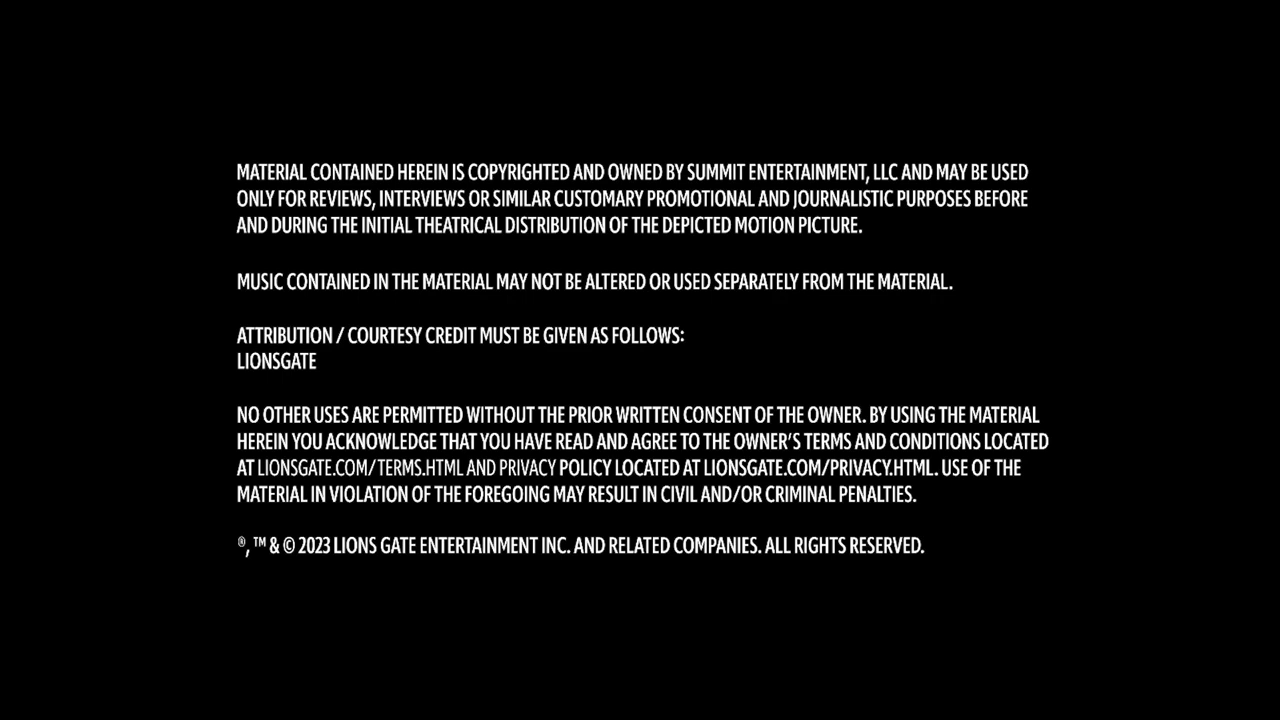 MATERIAL CONTAINED HEREIN IS COPYRIGHTED AND OWNED BY SUMMIT ENTERTAINMENT, LLC AND MAY BE USED
ONLY FOR REVIEWS, INTERVIEWS OR SIMILAR CUSTOMARY PROMOTIONAL AND JOURNALISTIC PURPOSES BEFORE
AND DURING THE INITIAL THEATRICAL DISTRIBUTION OF THE DEPICTED MOTION PICTURE.
MUSIC CONTAINED IN THE MATERIAL MAY NOT BE ALTERED OR USED SEPARATELY FROM THE MATERIAL.
ATTRIBUTION / COURTESY CREDIT MUST BE GIVEN AS FOLLOWS:
LIONSGATE
NO OTHER USES ARE PERMITTED WITHOUT THE PRIOR WRITTEN CONSENT OF THE OWNER. BY USING THE MATERIAL
HEREIN YOU ACKNOWLEDGE THAT YOU HAVE READ AND AGREE TO THE OWNER'S TERMS AND CONDITIONS LOCATED
AT LIONSGATE.COM/TERMS.HTML AND PRIVACY POLICY LOCATED AT LIONSGATE.COM/PRIVACY.HTML. USE OF THE
MATERIAL IN VIOLATION OF THE FOREGOING MAY RESULT IN CIVIL AND/OR CRIMINAL PENALTIES.
®, ™ & © 2023 LIONS GATE ENTERTAINMENT INC. AND RELATED COMPANIES. ALL RIGHTS RESERVED.